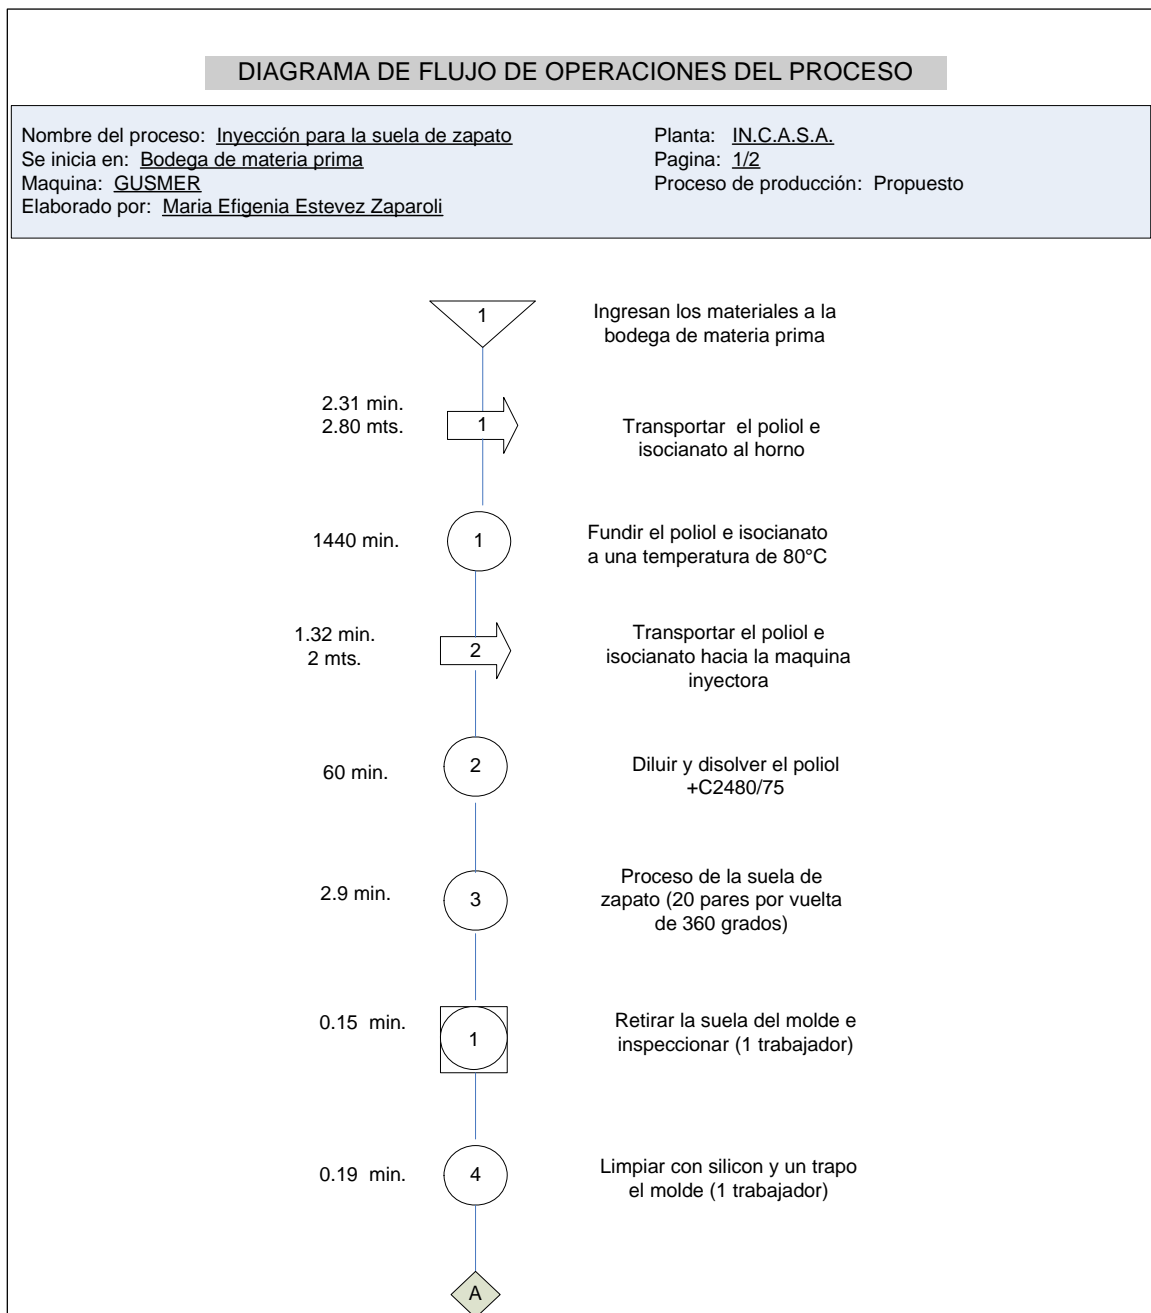 DIAGRAMA DE FLUJO DE OPERACIONES DEL PROCESO
Nombre del proceso: Inyección para la suela de zapato
Se inicia en: Bodega de materia prima
Maquina: GUSMER
Elaborado por: Maria Efigenia Estevez Zaparoli
Planta: IN.C.A.S.A.
Pagina: 1/2
Proceso de producción: Propuesto
1
Ingresan los materiales a la
bodega de materia prima
2.31 min.
2.80 mts.
1
Transportar el poliol e
isocianato al horno
1440 min.
1
Fundir el poliol e isocianato
a una temperatura de 80°C
1.32 min.
2 mts.
2
Transportar el poliol e
isocianato hacia la maquina
inyectora
60 min.
2
Diluir y disolver el poliol
+C2480/75
2.9 min.
3
Proceso de la suela de
zapato (20 pares por vuelta
de 360 grados)
0.15 min.
1
Retirar la suela del molde e
inspeccionar (1 trabajador)
0.19 min.
4
Limpiar con silicon y un trapo
el molde (1 trabajador)
A